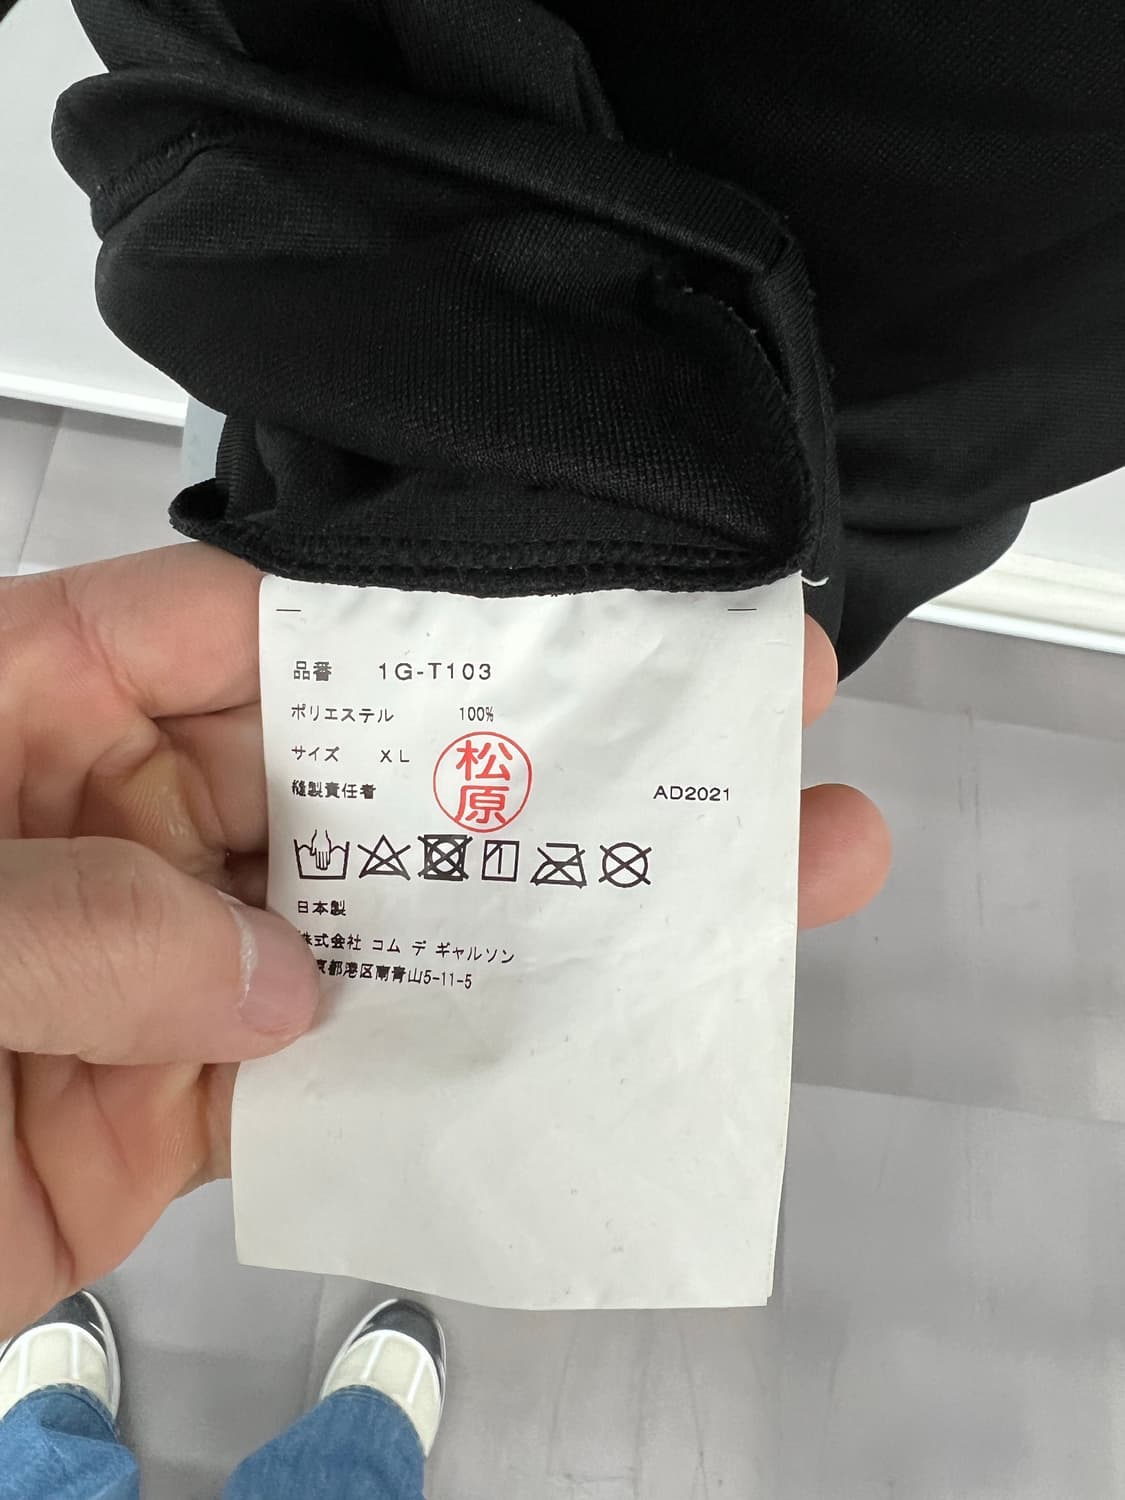 品番 1G-T103
ポリエステル 100%
サイズ XL
縫製責任者 松原 AD2021
日本製
株式会社 コム デ ギャルソン
京都港区南青山5-11-5